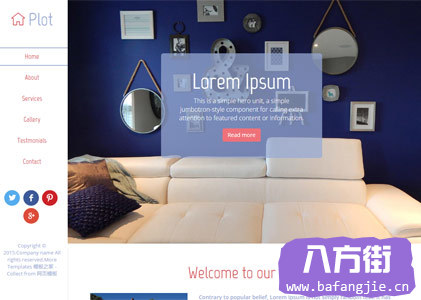 Plot
Home
About
Services
Gallery
Testimonials
Contact
Copyright ©
2015.Company name All
rights reserved.More
Templates 模板之家 -
Collect from 网页模板
Lorem Ipsum
This is a simple hero unit, a simple
jumbotron-style component for calling extra
attention to featured content or information.
Read more
Welcome to our
Contrary to popular belief, Lorem Ipsum is not simply random text. It has
八方街
www.bafangjie.cn